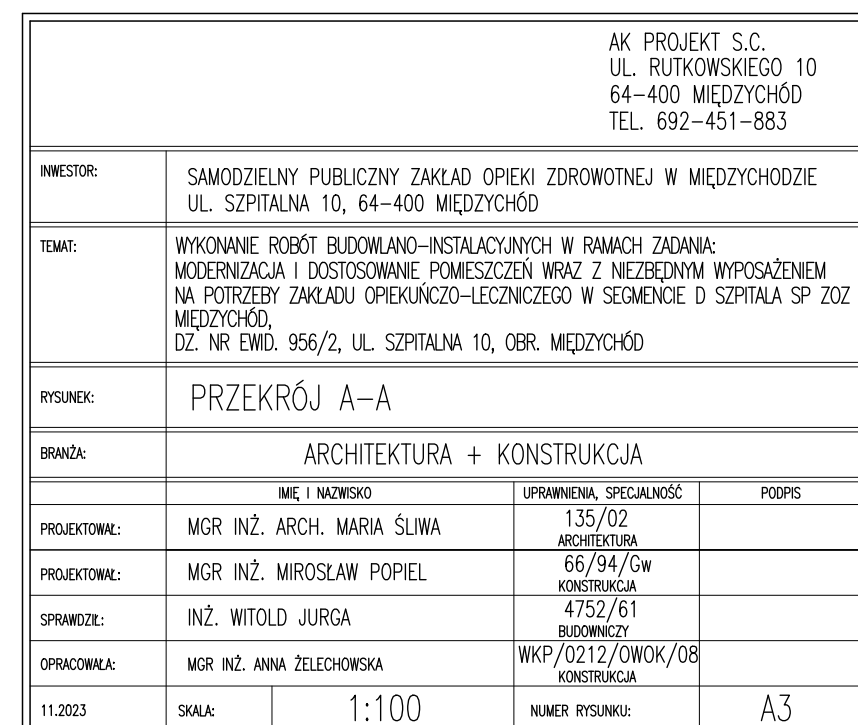 AK PROJEKT S.C.
UL. RUTKOWSKIEGO 10
64-400 MIĘDZYCHÓD
TEL. 692-451-883
INWESTOR:
SAMODZIELNY PUBLICZNY ZAKŁAD OPIEKI ZDROWOTNEJ W MIĘDZYCHODZIE
UL. SZPITALNA 10, 64-400 MIĘDZYCHÓD
TEMAT:
WYKONANIE ROBÓT BUDOWLANO-INSTALACYJNYCH W RAMACH ZADANIA:
MODERNIZACJA I DOSTOSOWANIE POMIESZCZEŃ WRAZ Z NIEZBĘDNYM WYPOSAŻENIEM
NA POTRZEBY ZAKŁADU OPIEKUŃCZO-LECZNICZEGO W SEGMENCIE D SZPITALA SP ZOZ
MIĘDZYCHÓD,
DZ. NR EWID. 956/2, UL. SZPITALNA 10, OBR. MIĘDZYCHÓD
RYSUNEK: PRZEKRÓJ A-A
BRANŻA: ARCHITEKTURA + KONSTRUKCJA
IMIĘ I NAZWISKO UPRAWNIENIA, SPECJALNOŚĆ PODPIS
PROJEKTOWAŁ: MGR INŻ. ARCH. MARIA ŚLIWA 135/02
ARCHITEKTURA
PROJEKTOWAŁ: MGR INŻ. MIROSŁAW POPIEL 66/94/Gw
KONSTRUKCJA
SPRAWDZIŁ: INŻ. WITOLD JURGA 4752/61
BUDOWNICZY
OPRACOWAŁA: MGR INŻ. ANNA ŻELECHOWSKA WKP/0212/OWOK/08
KONSTRUKCJA
11.2023 SKALA: 1:100 NUMER RYSUNKU: A3